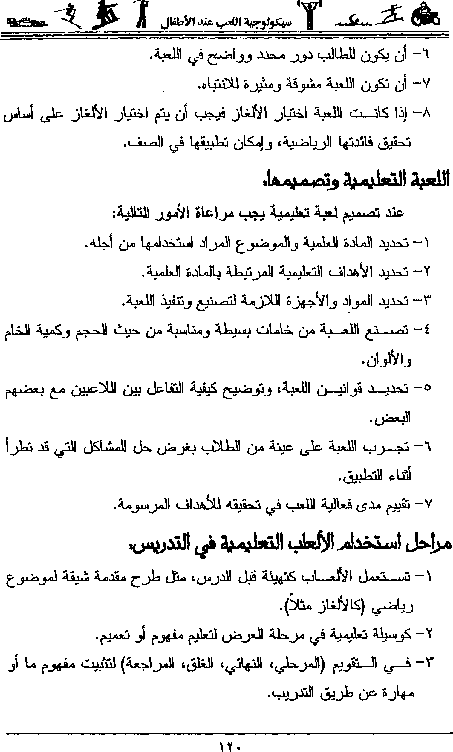 سيكولوجية اللعب عند الأطفال
٦- أن يكون للطالب دور محدد وواضح في اللعبة.
٧- أن تكون اللعبة مشوقة ومثيرة للانتباه.
٨- إذا كانت اللعبة اختيار الألغاز فيجب أن يتم اختيار الألغاز على أساس
تحقيق فائدتها الرياضية، وإمكان تطبيقها في الصف.
اللعبة التعليمية وتصميمها:
عند تصميم لعبة تعليمية يجب مراعاة الأمور التالية:
١- تحديد المادة العلمية والموضوع المراد استخدامها من أجله.
٢- تحديد الأهداف التعليمية المرتبطة بالمادة العلمية.
٣- تحديد المواد والأجهزة اللازمة لتصنيع وتنفيذ اللعبة.
٤- تصنع اللعبة من خامات بسيطة ومناسبة من حيث الحجم وكمية الخام
والألوان.
٥- تحديد قوانين اللعبة، وتوضيح كيفية التفاعل بين اللاعبين مع بعضهم
البعض.
٦- تجرب اللعبة على عينة من الطلاب بغرض حل المشاكل التي قد تطرأ
أثناء التطبيق.
٧- تقييم مدى فعالية اللعب في تحقيقه للأهداف المرسومة.
مراحل استخدام الألعاب التعليمية في التدريس:
١- تستعمل الألعاب كتهيئة قبل الدرس، مثل طرح مقدمة شيقة لموضوع
رياضي (كالألغاز مثلاً).
٢- كوسيلة تعليمية في مرحلة العرض لتعليم مفهوم أو تعميم.
٣- في التقويم (المرحلي، النهائي، الغلق، المراجعة) لتثبيت مفهوم ما أو
مهارة عن طريق التدريب.
١٢٠